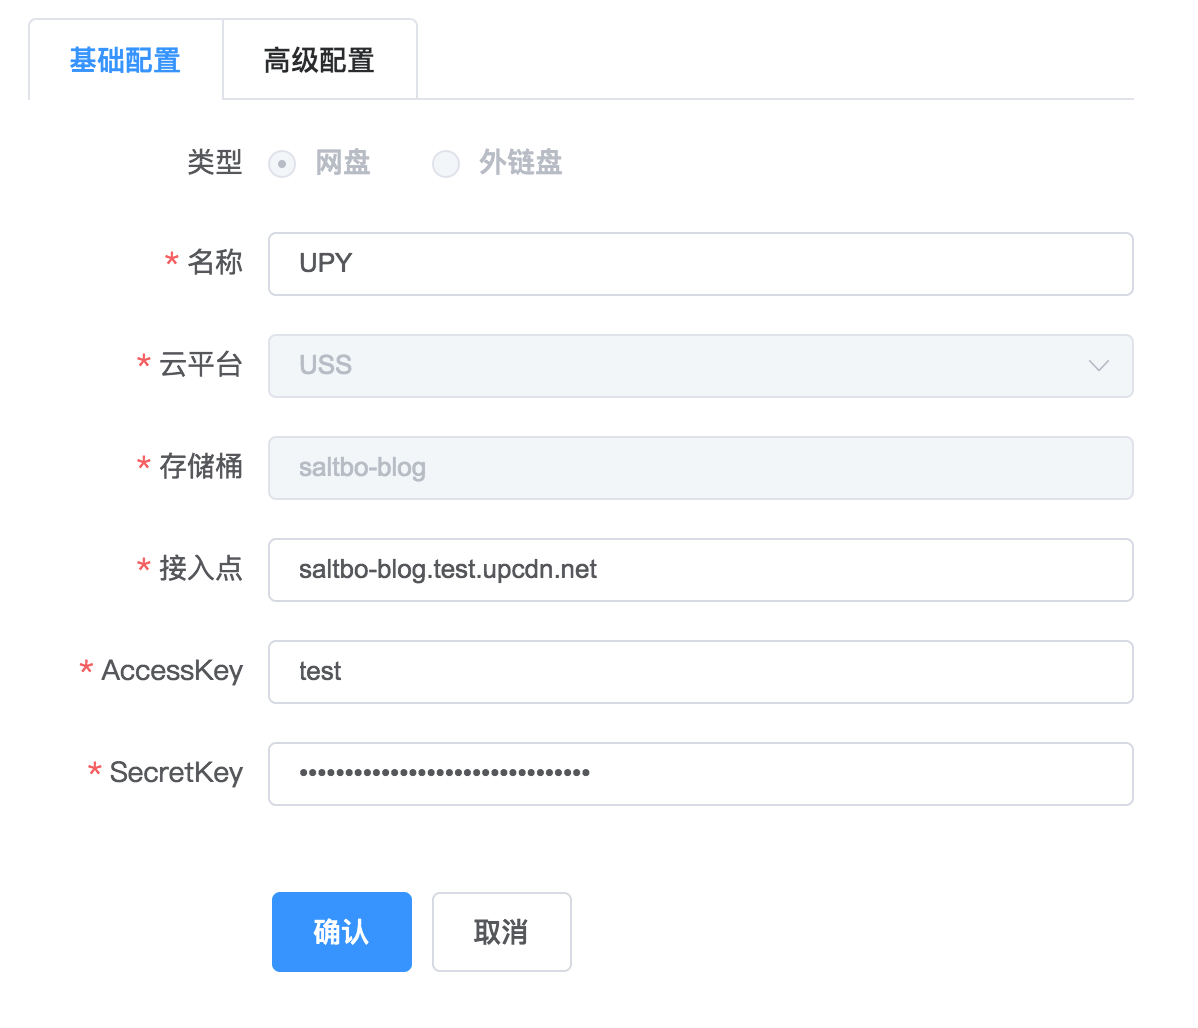 基础配置 高级配置
类型 网盘 外链盘
* 名称 UPY
* 云平台 USS
* 存储桶 saltbo-blog
* 接入点 saltbo-blog.test.upcdn.net
* AccessKey test
* SecretKey ••••••••••••••••••••••••••••••••
确认 取消